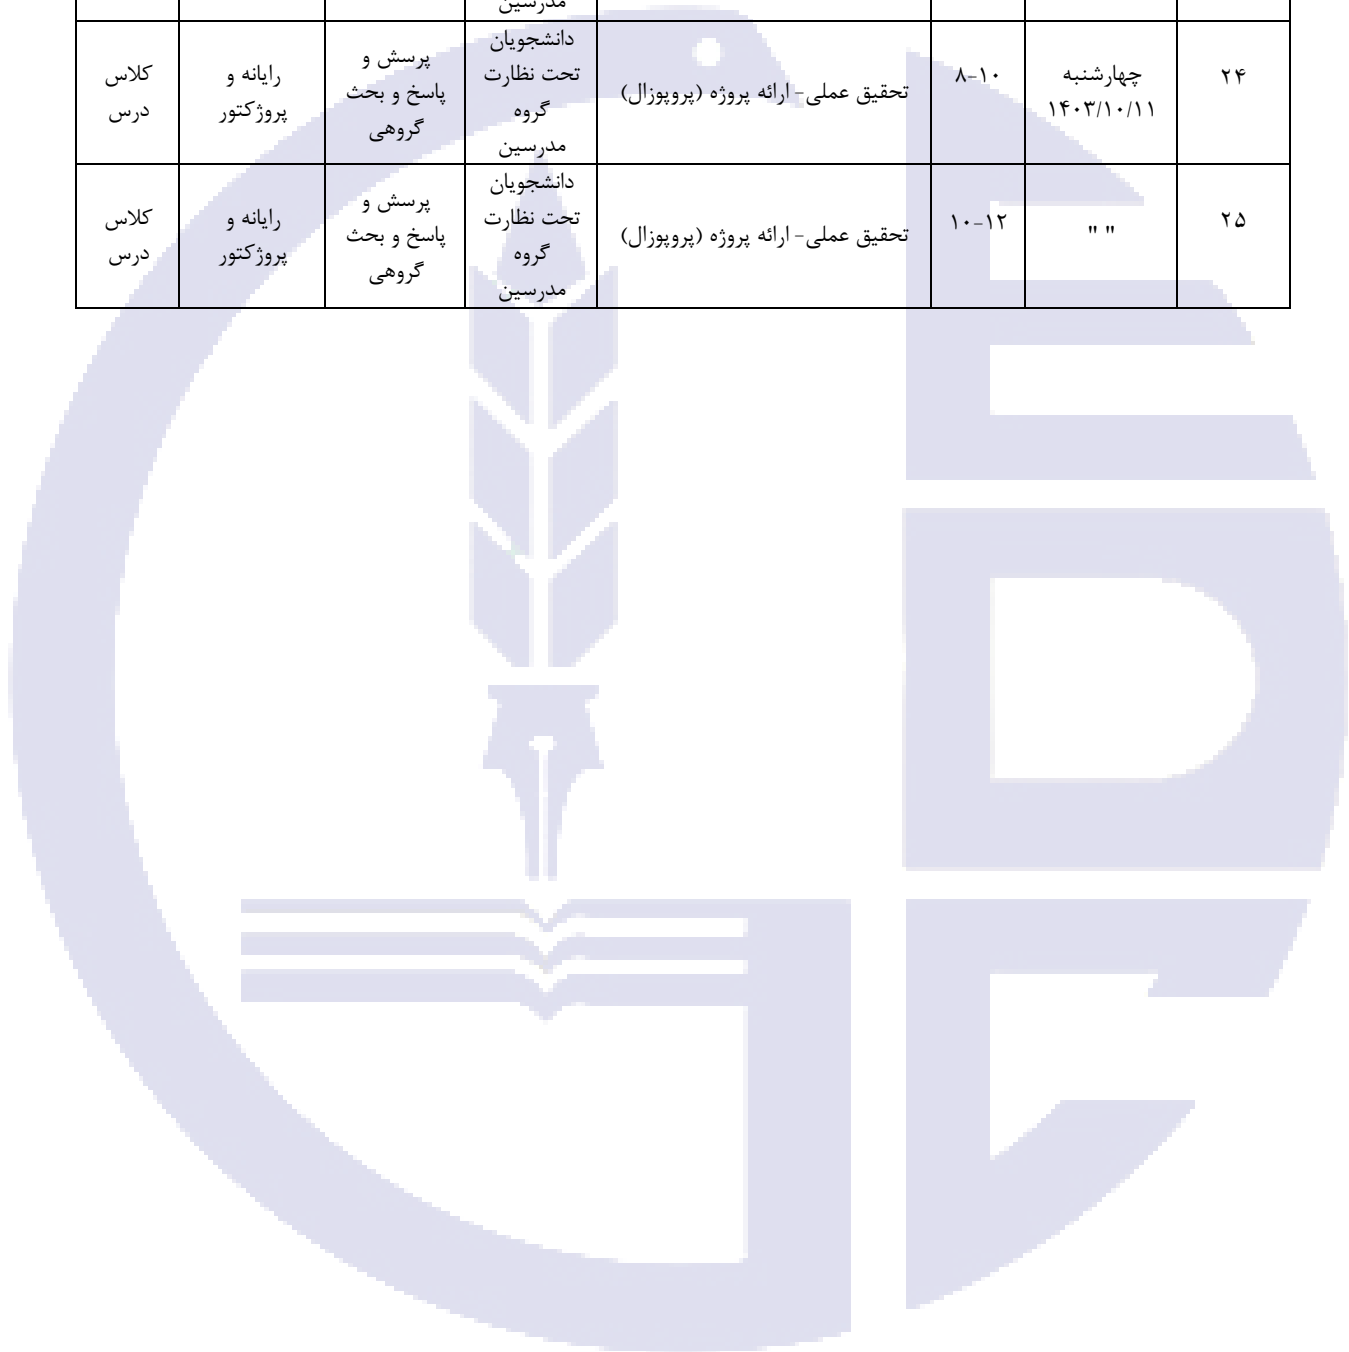 مدرسین
۲۴
چهارشنبه
۱۴۰۳/۱۰/۱۱
۸-۱۰
تحقیق عملی- ارائه پروژه (پروپوزال)
دانشجویان
تحت نظارت
گروه
مدرسین
پرسش و
پاسخ و بحث
گروهی
رایانه و
پروژکتور
کلاس
درس
۲۵
" "
۱۰-۱۲
تحقیق عملی- ارائه پروژه (پروپوزال)
دانشجویان
تحت نظارت
گروه
مدرسین
پرسش و
پاسخ و بحث
گروهی
رایانه و
پروژکتور
کلاس
درس